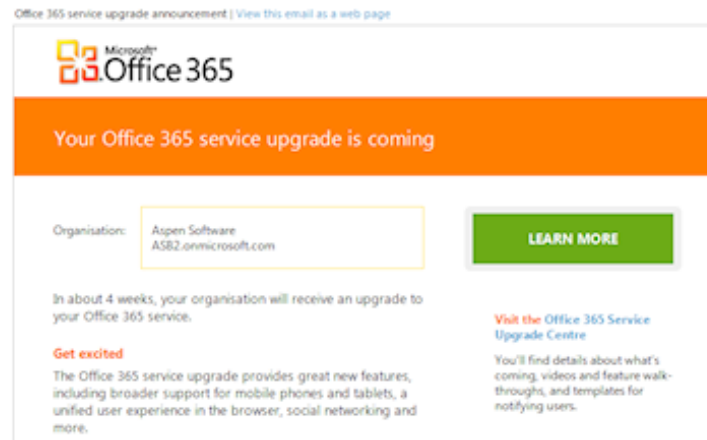 Office 365 service upgrade announcement | View this email as a web page
Microsoft
Office 365
Your Office 365 service upgrade is coming
Organisation:
Aspen Software
ASB2.onmicrosoft.com
LEARN MORE
In about 4 weeks, your organisation will receive an upgrade to
your Office 365 service.
Get excited
The Office 365 service upgrade provides great new features,
including broader support for mobile phones and tablets, a
unified user experience in the browser, social networking and
more.
Visit the Office 365 Service
Upgrade Centre
You'll find details about what's
coming, videos and feature walk-
throughs, and templates for
notifying users.